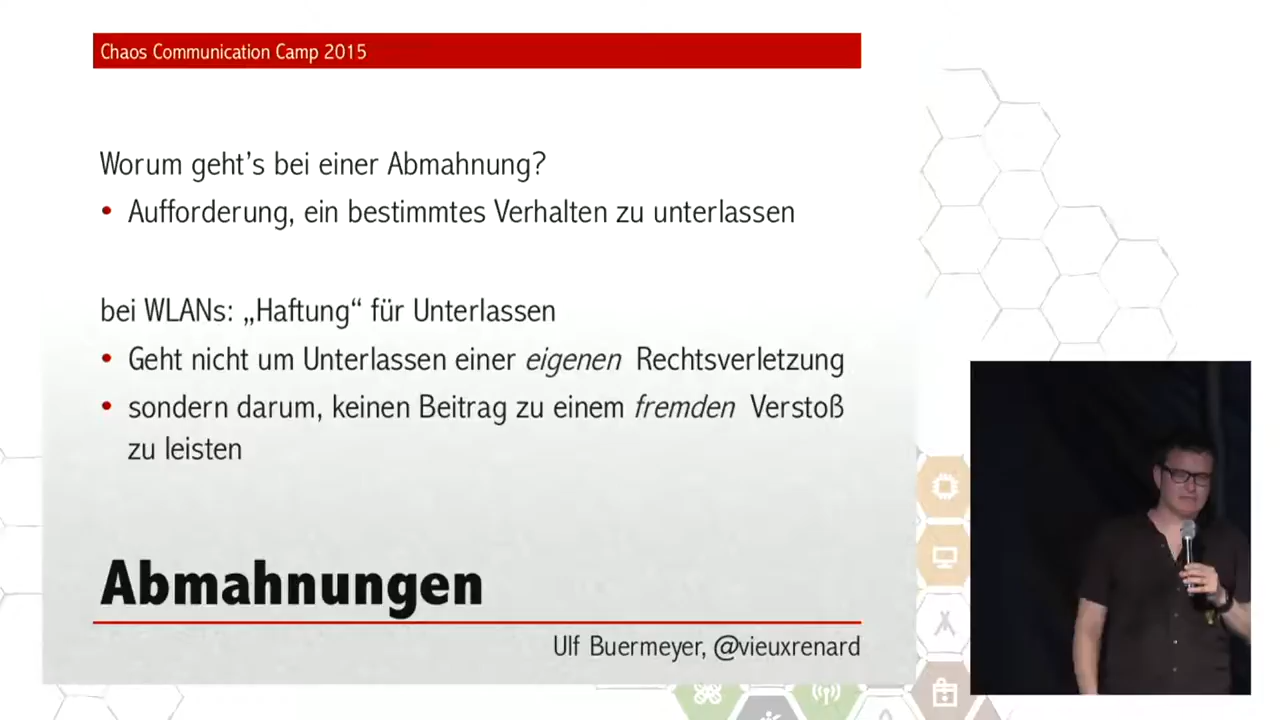 Chaos Communication Camp 2015
Worum geht’s bei einer Abmahnung?
• Aufforderung, ein bestimmtes Verhalten zu unterlassen
bei WLANs: „Haftung“ für Unterlassen
• Geht nicht um Unterlassen einer eigenen Rechtsverletzung
• sondern darum, keinen Beitrag zu einem fremden Verstoß
zu leisten
Abmahnungen
Ulf Buermeyer, @vieuxrenard